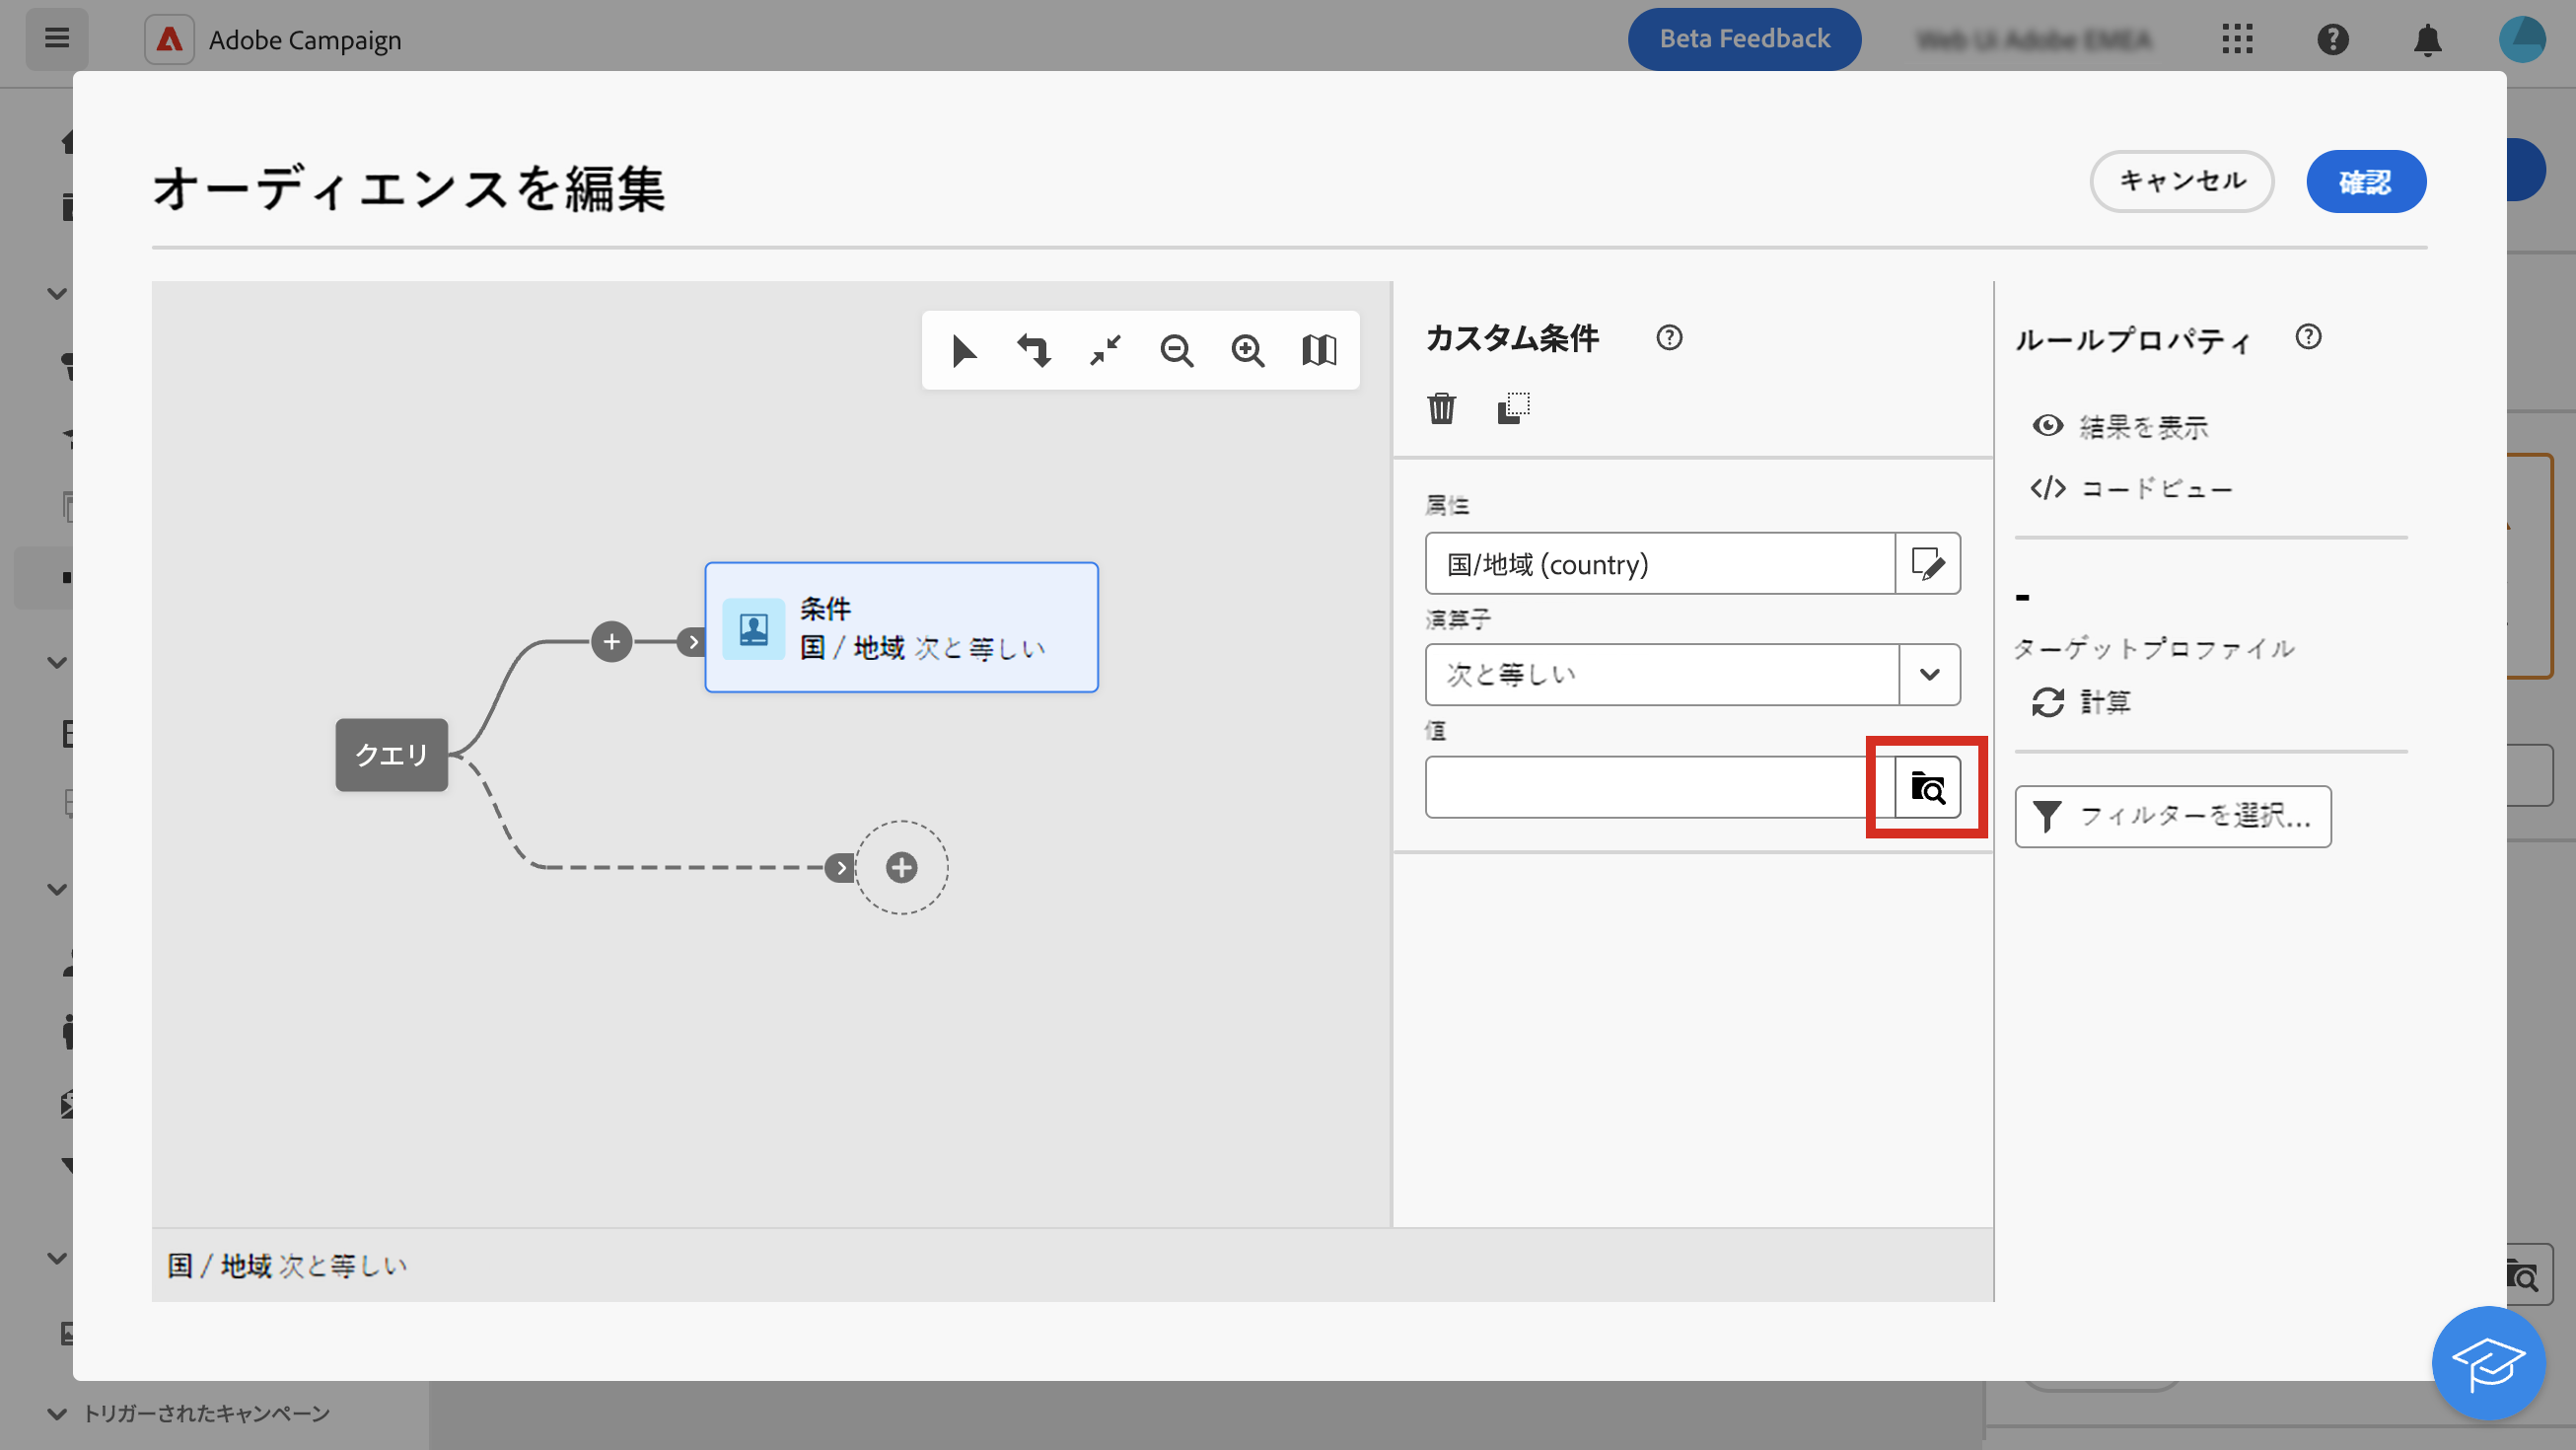 Adobe Campaign
Beta Feedback
Web UI Adobe EMEA
オーディエンスを編集
キャンセル
確認
カスタム条件
属性
国/地域 (country)
演算子
次と等しい
値
ルールプロパティ
結果を表示
コードビュー
-
ターゲットプロファイル
計算
フィルターを選択...
条件
国 / 地域 次と等しい
クエリ
国 / 地域 次と等しい
トリガーされたキャンペーン